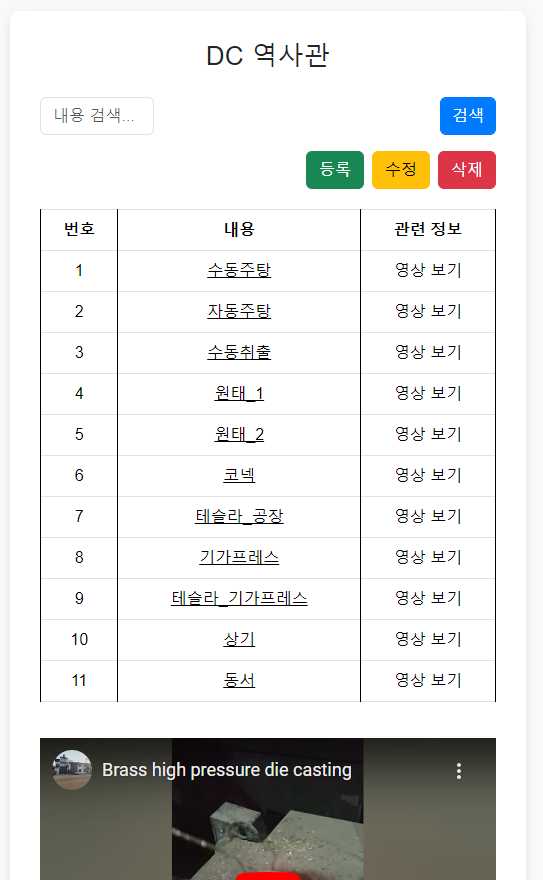 DC 역사관
내용 검색... 검색
등록 수정 삭제
번호 내용 관련 정보
1 수동주탕 영상 보기
2 자동주탕 영상 보기
3 수동취출 영상 보기
4 원태_1 영상 보기
5 원태_2 영상 보기
6 코넥 영상 보기
7 테슬라_공장 영상 보기
8 기가프레스 영상 보기
9 테슬라_기가프레스 영상 보기
10 상기 영상 보기
11 동서 영상 보기
Brass high pressure die casting